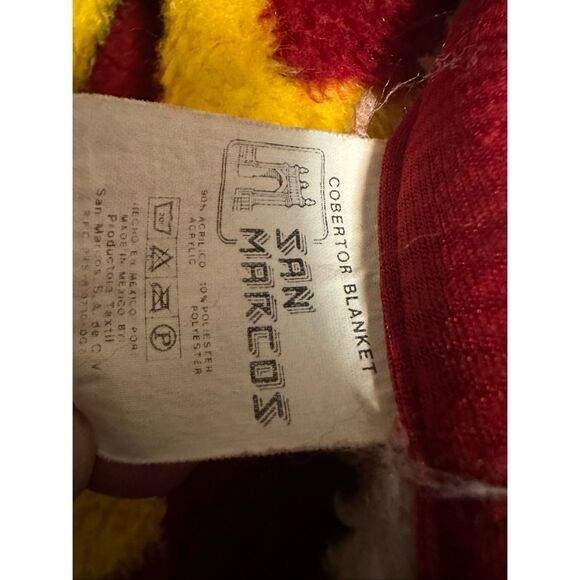 COBERTOR BLANKET
SAN
MARCOS
90% ACRILICO 10% POLIESTER
ACRYLIC POLYESTER
HECHO EN MEXICO POR
MADE IN MEXICO BY:
Productora Textil
San Marcos S.A. de C.V.